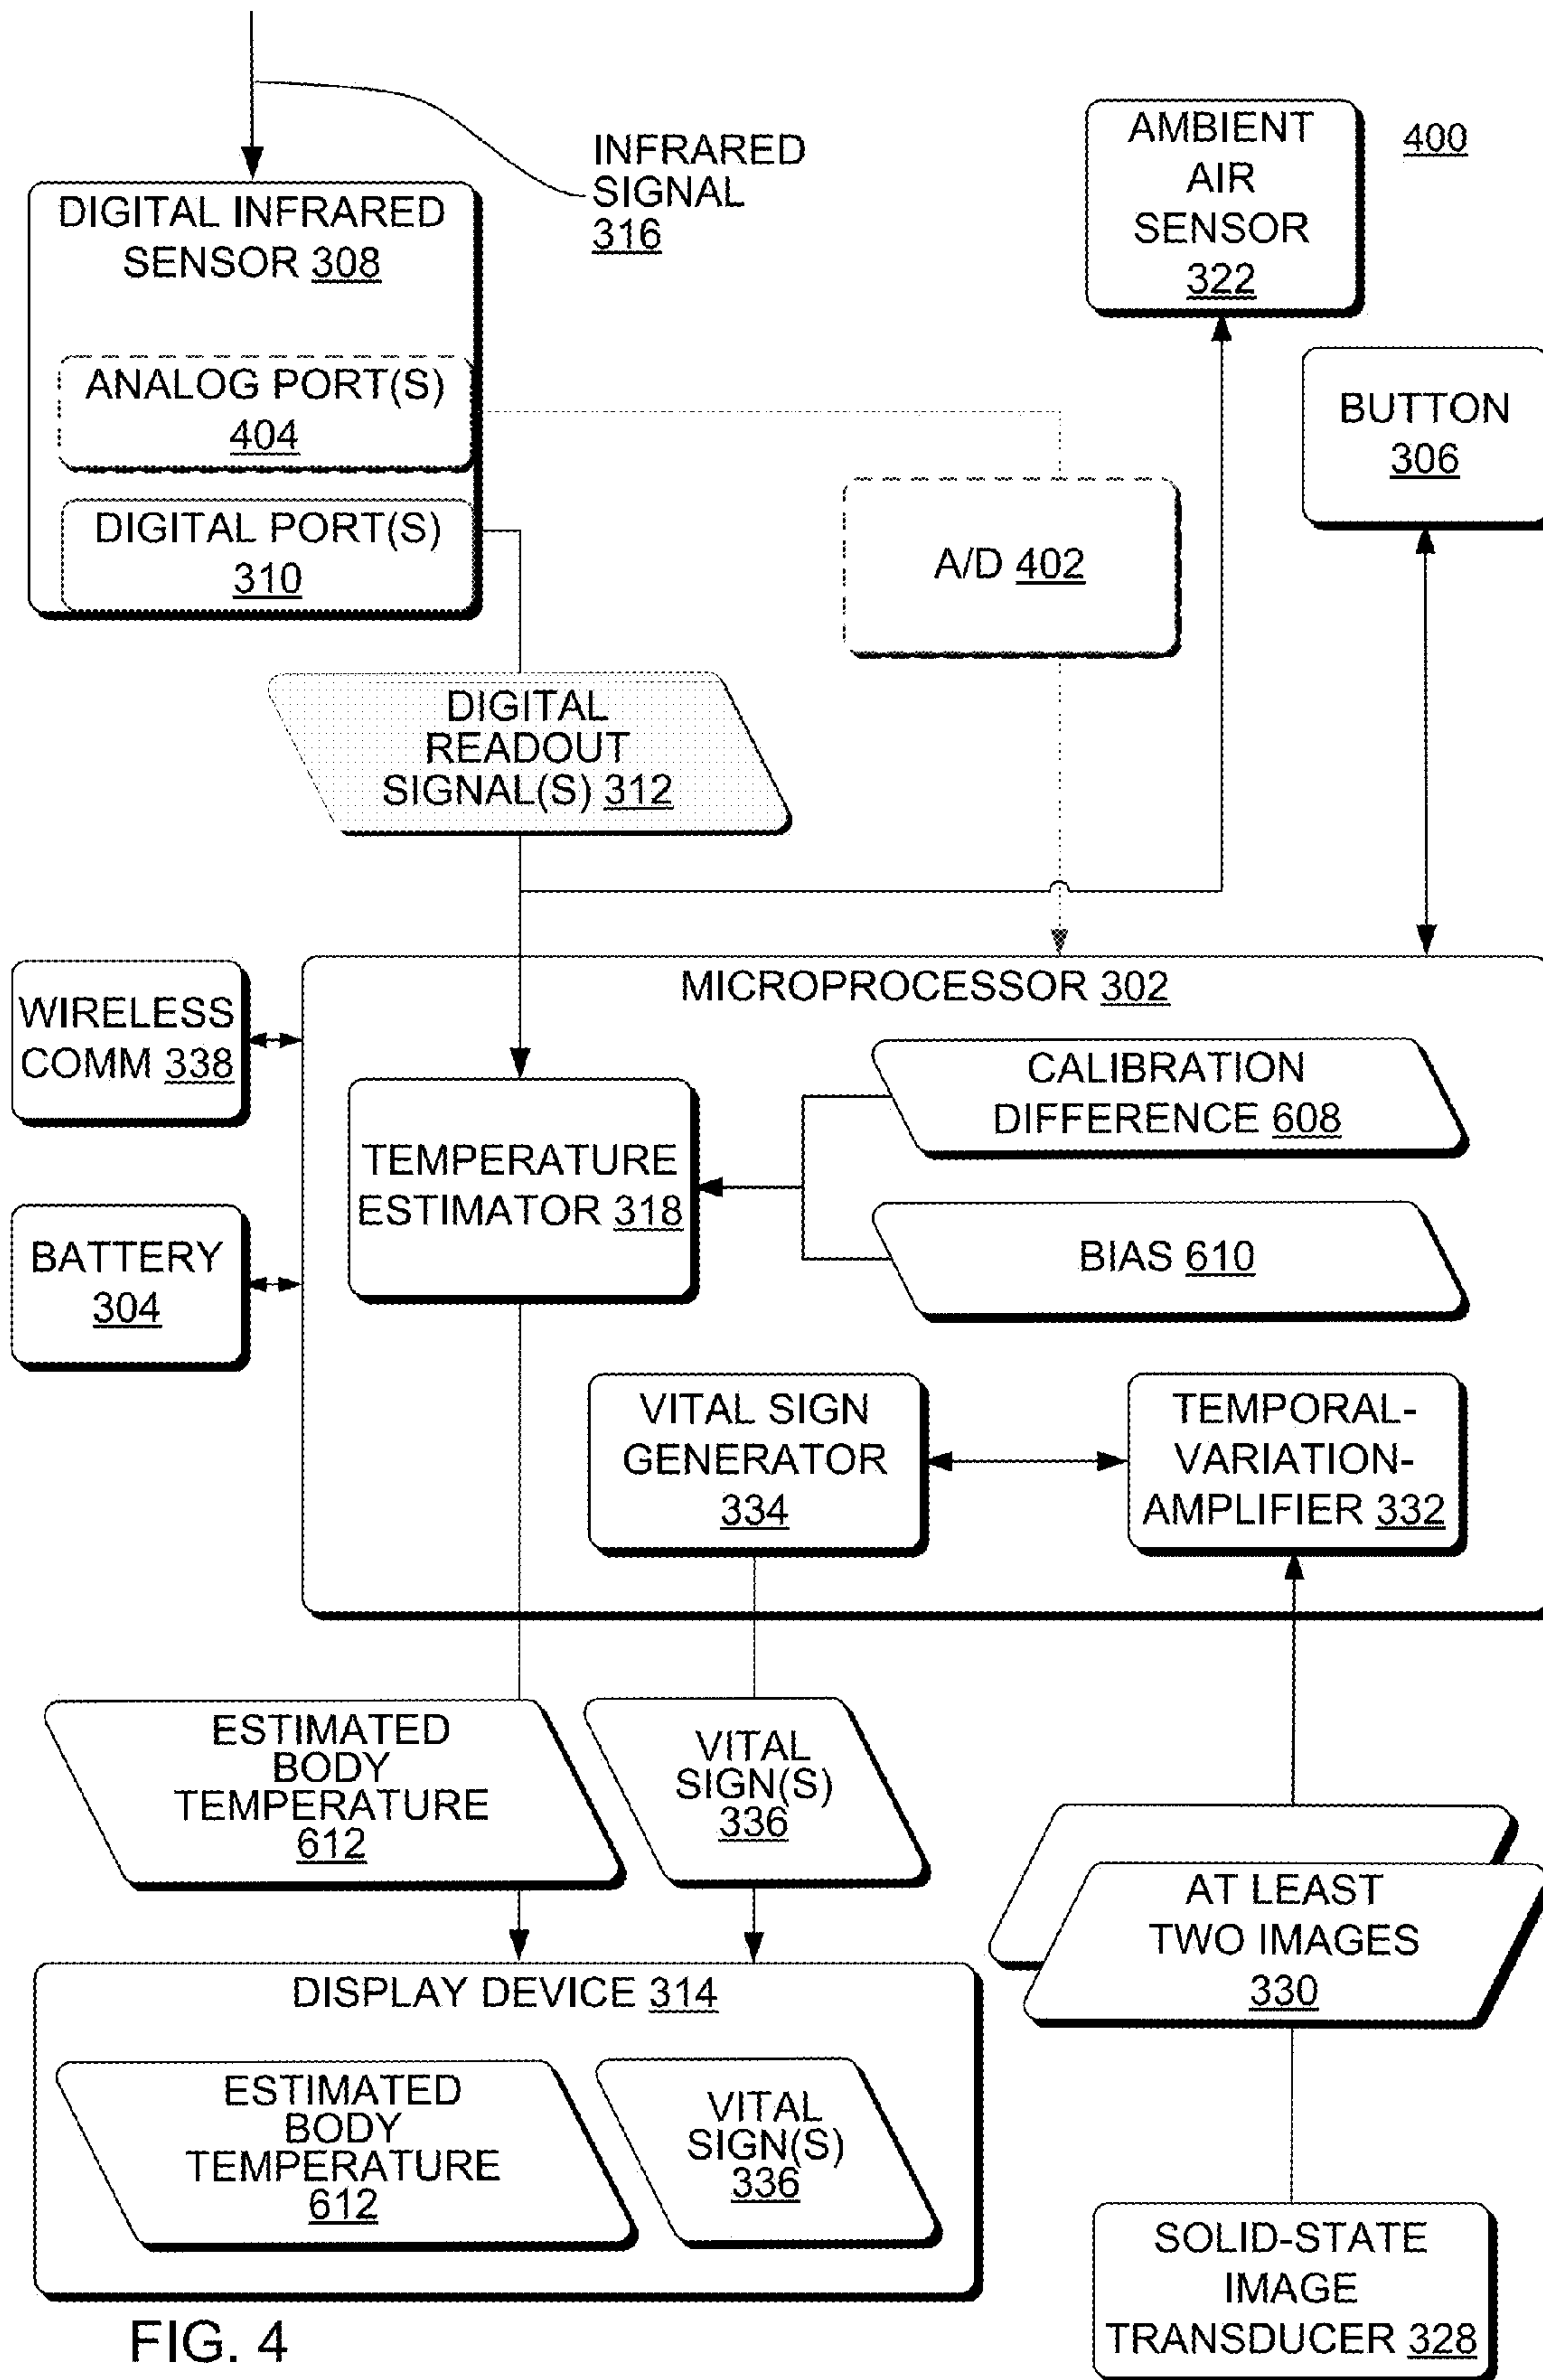 INFRARED
SIGNAL
316
AMBIENT
AIR
SENSOR
322
400
DIGITAL INFRARED
SENSOR 308
ANALOG PORT(S)
404
DIGITAL PORT(S)
310
BUTTON
306
A/D 402
DIGITAL
READOUT
SIGNAL(S) 312
MICROPROCESSOR 302
WIRELESS
COMM 338
CALIBRATION
DIFFERENCE 608
TEMPERATURE
ESTIMATOR 318
BIAS 610
BATTERY
304
VITAL SIGN
GENERATOR
334
TEMPORAL-
VARIATION-
AMPLIFIER 332
ESTIMATED
BODY
TEMPERATURE
612
VITAL
SIGN(S)
336
AT LEAST
TWO IMAGES
330
DISPLAY DEVICE 314
ESTIMATED
BODY
TEMPERATURE
612
VITAL
SIGN(S)
336
SOLID-STATE
IMAGE
TRANSDUCER 328
FIG. 4